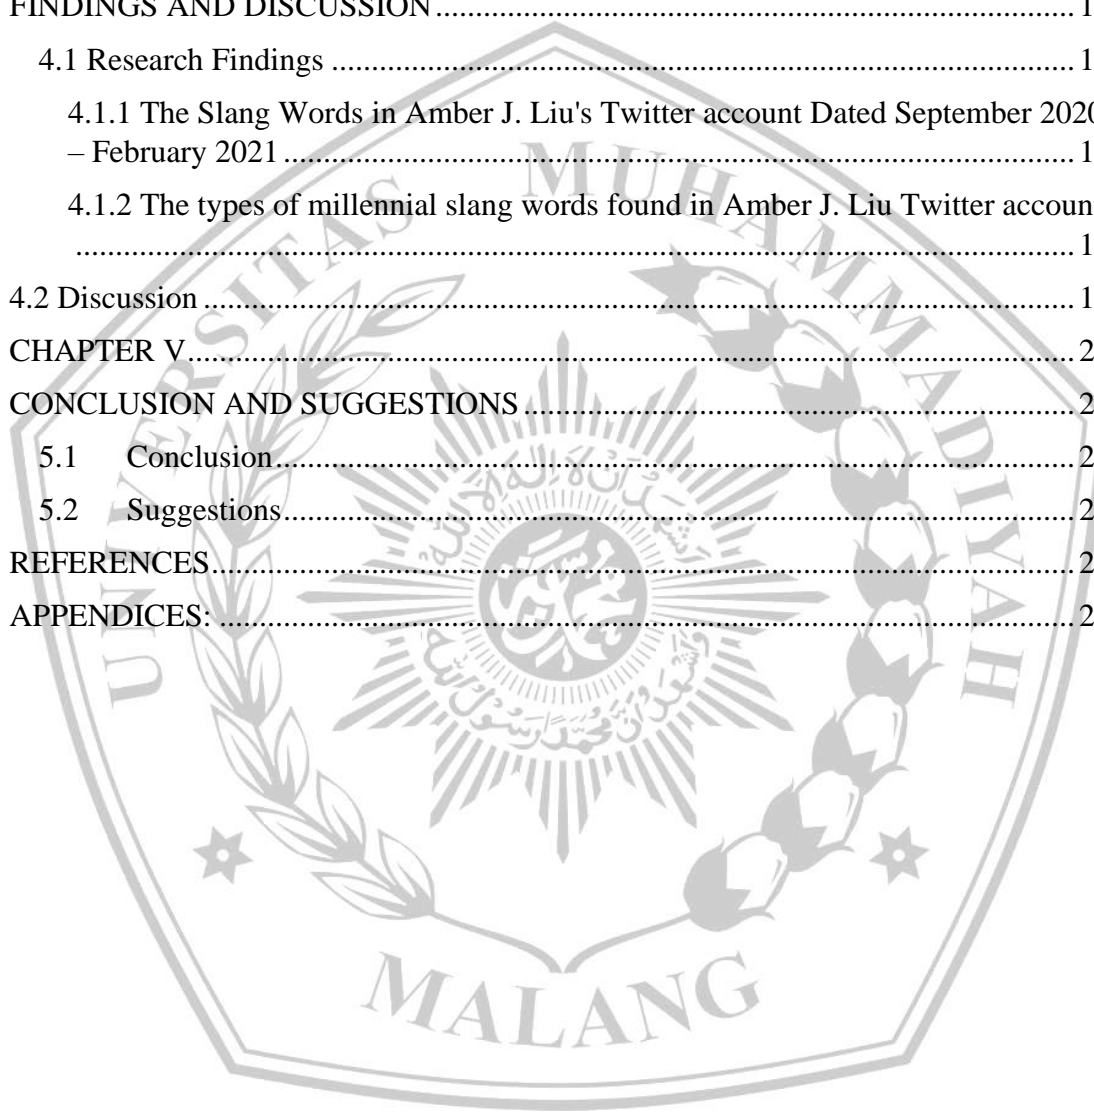 FINDINGS AND DISCUSSION........................................................................... 1
4.1 Research Findings ....................................................................................... 1
4.1.1 The Slang Words in Amber J. Liu's Twitter account Dated September 2020
– February 2021 ............................................................................................... 1
4.1.2 The types of millennial slang words found in Amber J. Liu Twitter accoun
........................................................................................................................ 1
4.2 Discussion ....................................................................................................... 1
CHAPTER V......................................................................................................... 2
CONCLUSION AND SUGGESTIONS ................................................................ 2
5.1 Conclusion................................................................................................. 2
5.2 Suggestions................................................................................................ 2
REFERENCES...................................................................................................... 2
APPENDICES: ..................................................................................................... 2
UNIVERSITAS MUHAMMADIYAH
MALANG